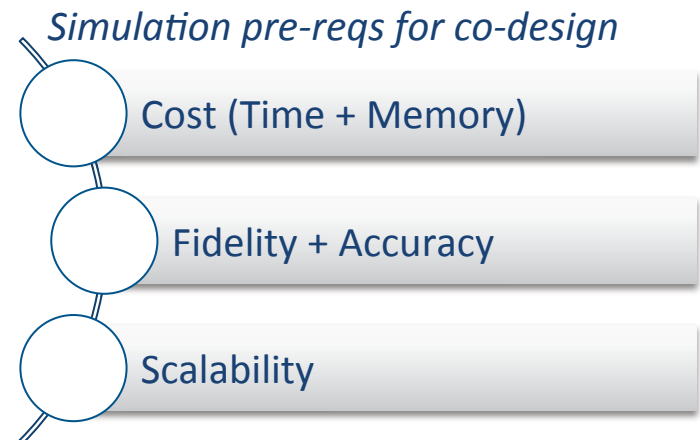 Simulation pre-reqs for co-design
Cost (Time + Memory)
Fidelity + Accuracy
Scalability